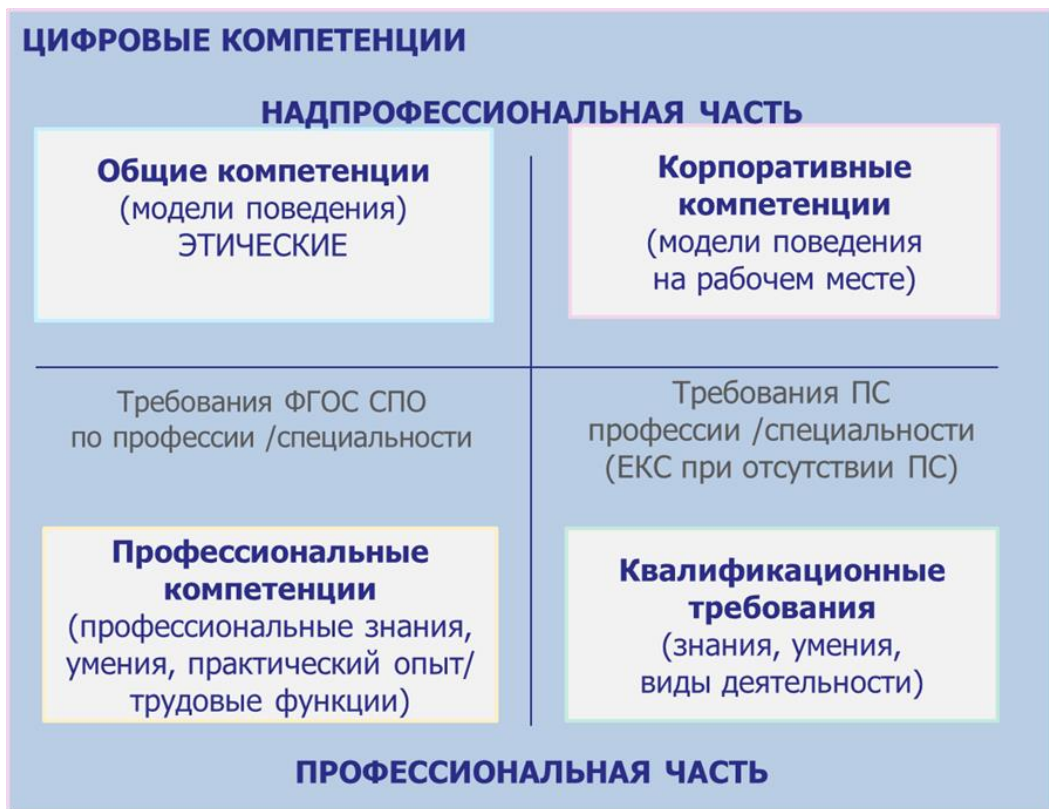 ЦИФРОВЫЕ КОМПЕТЕНЦИИ
НАДПРОФЕССИОНАЛЬНАЯ ЧАСТЬ
Общие компетенции
(модели поведения)
ЭТИЧЕСКИЕ
Корпоративные
компетенции
(модели поведения
на рабочем месте)
Требования ФГОС СПО
по профессии /специальности
Требования ПС
профессии /специальности
(ЕКС при отсутствии ПС)
Профессиональные
компетенции
(профессиональные знания,
умения, практический опыт/
трудовые функции)
Квалификационные
требования
(знания, умения,
виды деятельности)
ПРОФЕССИОНАЛЬНАЯ ЧАСТЬ